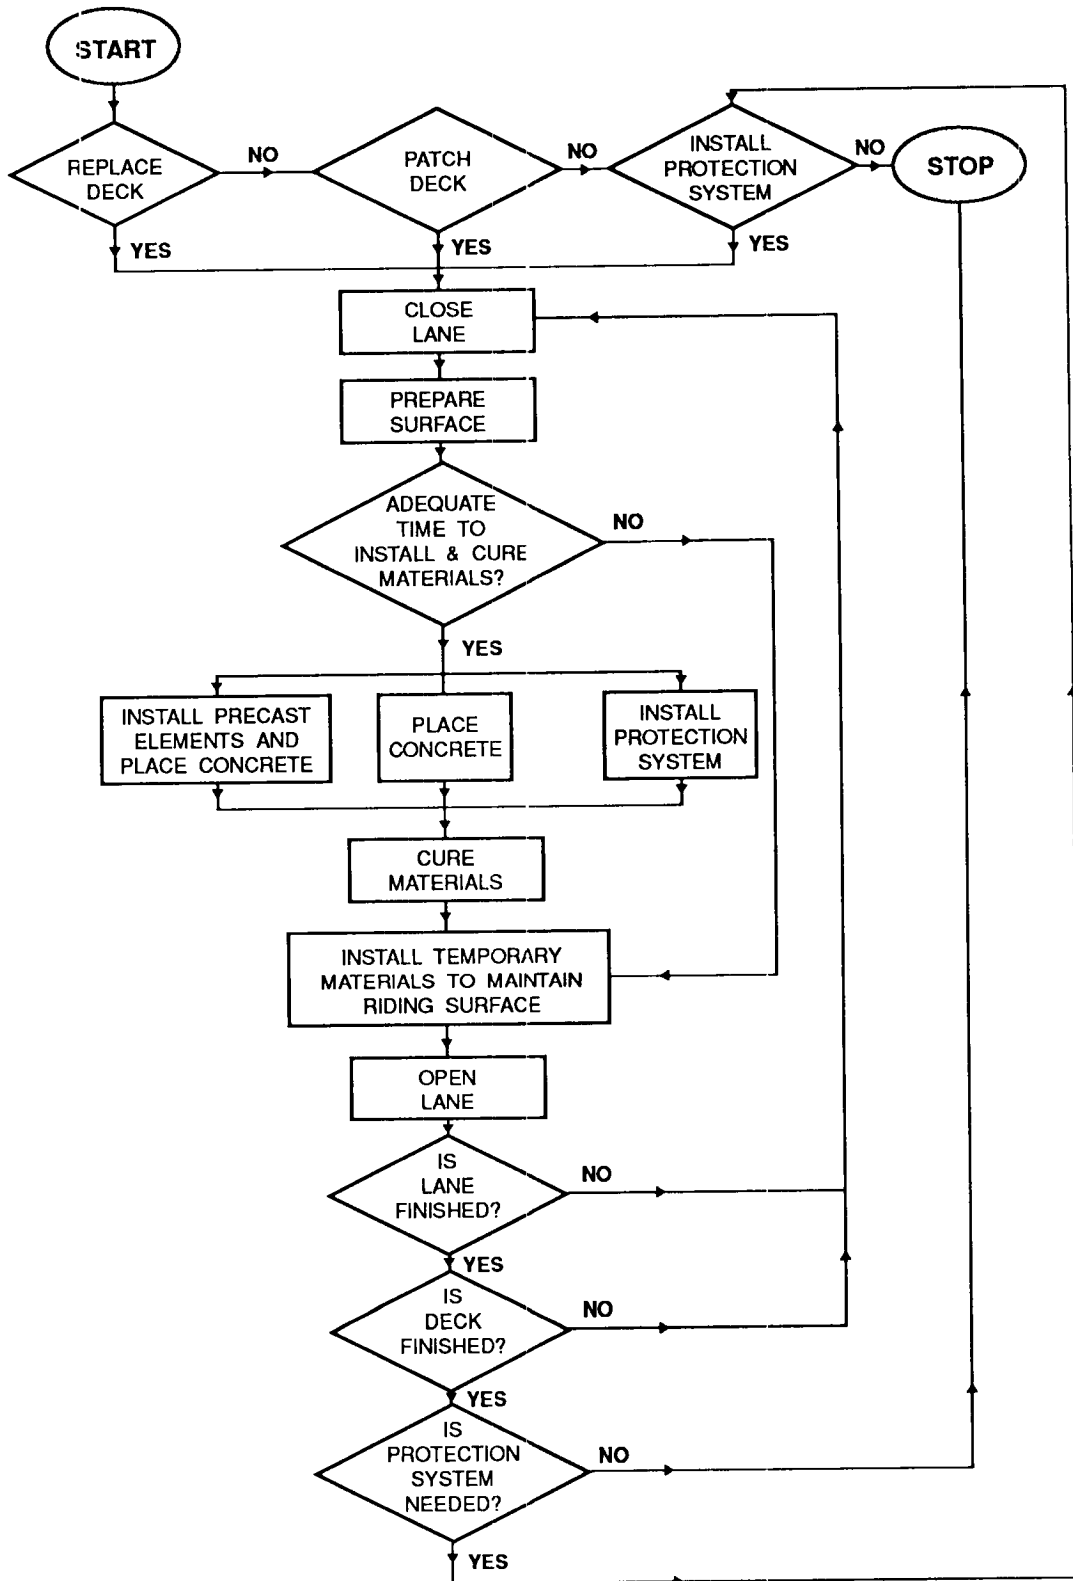 START
REPLACE
DECK
NO
PATCH
DECK
NO
INSTALL
PROTECTION
SYSTEM
NO
STOP
YES
YES
YES
CLOSE
LANE
PREPARE
SURFACE
ADEQUATE
TIME TO
INSTALL & CURE
MATERIALS?
NO
YES
INSTALL PRECAST
ELEMENTS AND
PLACE CONCRETE
PLACE
CONCRETE
INSTALL
PROTECTION
SYSTEM
CURE
MATERIALS
INSTALL TEMPORARY
MATERIALS TO MAINTAIN
RIDING SURFACE
OPEN
LANE
IS
LANE
FINISHED?
NO
YES
IS
DECK
FINISHED?
NO
YES
IS
PROTECTION
SYSTEM
NEEDED?
NO
YES